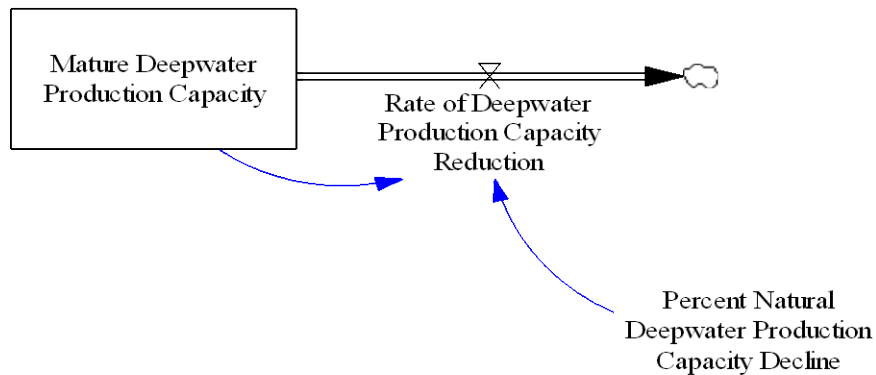 Mature Deepwater
Production Capacity
Rate of Deepwater
Production Capacity
Reduction
Percent Natural
Deepwater Production
Capacity Decline